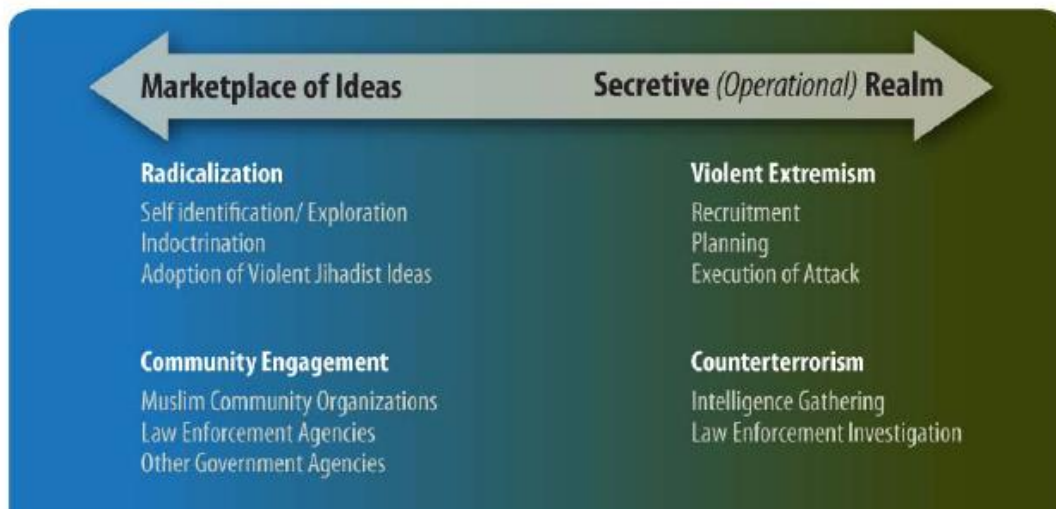 Marketplace of Ideas
Secretive (Operational) Realm
Radicalization
Self identification/ Exploration
Indoctrination
Adoption of Violent Jihadist Ideas
Violent Extremism
Recruitment
Planning
Execution of Attack
Community Engagement
Muslim Community Organizations
Law Enforcement Agencies
Other Government Agencies
Counterterrorism
Intelligence Gathering
Law Enforcement Investigation